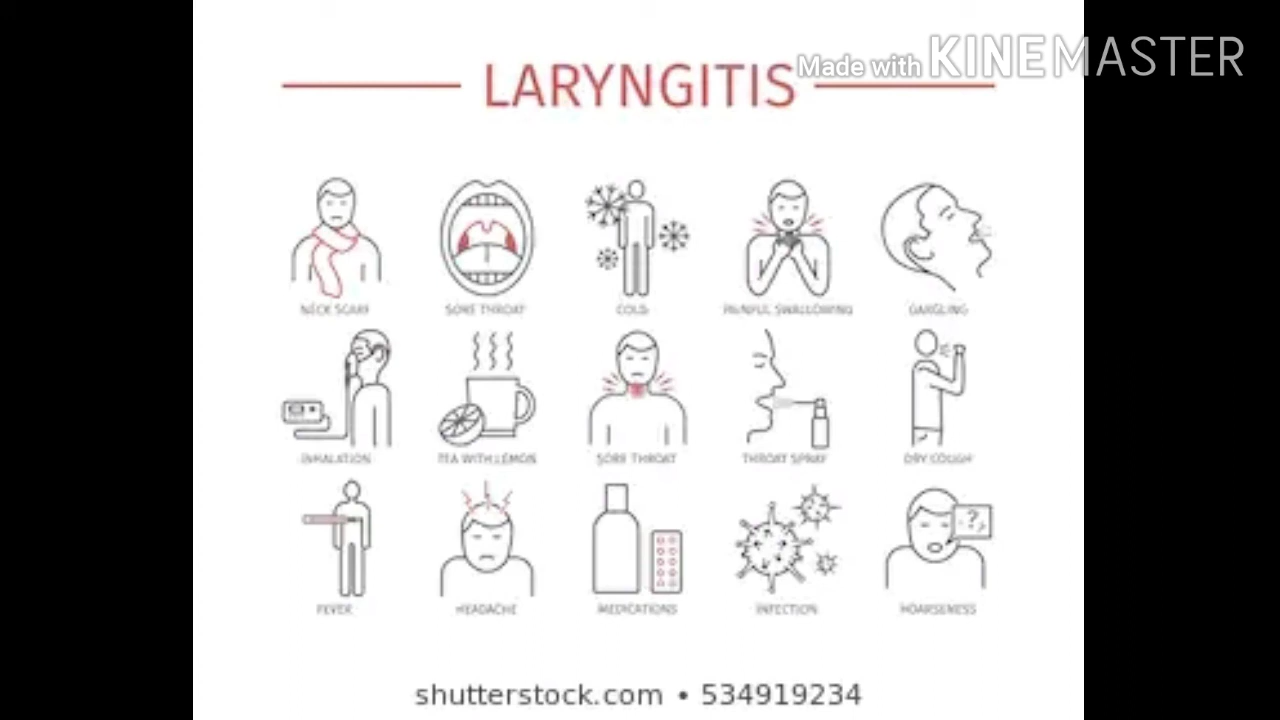 Made with KINEMASTER
LARYNGITIS
NECK SCARF SORE THROAT COLD PAINFUL SWALLOWING GARGLING
INHALATION TEA WITH LEMON SORE THROAT THROAT SPRAY DRY COUGH
FEVER HEADACHE MEDICATIONS INFECTION HOARSENESS
?
shutterstock.com • 534919234